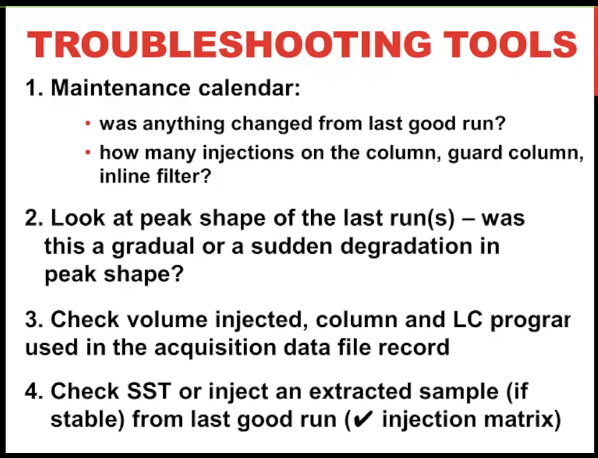 TROUBLESHOOTING TOOLS
1. Maintenance calendar:
• was anything changed from last good run?
• how many injections on the column, guard column,
inline filter?
2. Look at peak shape of the last run(s) – was
this a gradual or a sudden degradation in
peak shape?
3. Check volume injected, column and LC prograr
used in the acquisition data file record
4. Check SST or inject an extracted sample (if
stable) from last good run (✔ injection matrix)